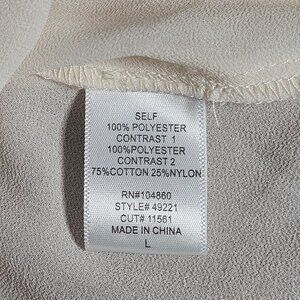 SELF
100% POLYESTER
CONTRAST 1
100%POLYESTER
CONTRAST 2
75%COTTON 25%NYLON
RN#104860
STYLE# 49221
CUT# 11561
MADE IN CHINA
L